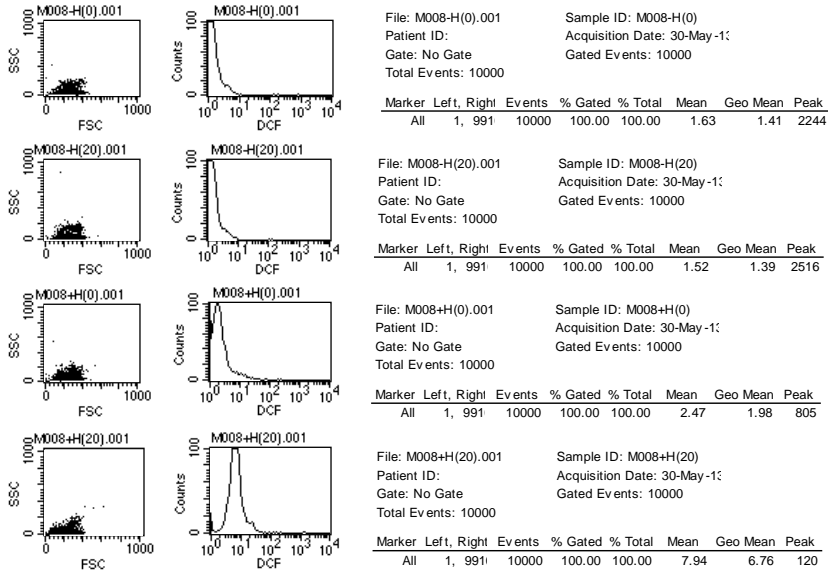 M008-H(0).001
SSC
0
1000
0
1000
FSC
M008-H(0).001
Counts
0
100
10^0 10^1 10^2 10^3 10^4
DCF
File: M008-H(0).001 Sample ID: M008-H(0)
Patient ID: Acquisition Date: 30-May-13
Gate: No Gate Gated Events: 10000
Total Events: 10000
Marker Left, Right Events % Gated % Total Mean Geo Mean Peak
All 1, 991 10000 100.00 100.00 1.63 1.41 2244
M008-H(20).001
SSC
0
1000
0
1000
FSC
M008-H(20).001
Counts
0
100
10^0 10^1 10^2 10^3 10^4
DCF
File: M008-H(20).001 Sample ID: M008-H(20)
Patient ID: Acquisition Date: 30-May-13
Gate: No Gate Gated Events: 10000
Total Events: 10000
Marker Left, Right Events % Gated % Total Mean Geo Mean Peak
All 1, 991 10000 100.00 100.00 1.52 1.39 2516
M008+H(0).001
SSC
0
1000
0
1000
FSC
M008+H(0).001
Counts
0
100
10^0 10^1 10^2 10^3 10^4
DCF
File: M008+H(0).001 Sample ID: M008+H(0)
Patient ID: Acquisition Date: 30-May-13
Gate: No Gate Gated Events: 10000
Total Events: 10000
Marker Left, Right Events % Gated % Total Mean Geo Mean Peak
All 1, 991 10000 100.00 100.00 2.47 1.98 805
M008+H(20).001
SSC
0
1000
0
1000
FSC
M008+H(20).001
Counts
0
100
10^0 10^1 10^2 10^3 10^4
DCF
File: M008+H(20).001 Sample ID: M008+H(20)
Patient ID: Acquisition Date: 30-May-13
Gate: No Gate Gated Events: 10000
Total Events: 10000
Marker Left, Right Events % Gated % Total Mean Geo Mean Peak
All 1, 9910 10000 100.00 100.00 7.94 6.76 120